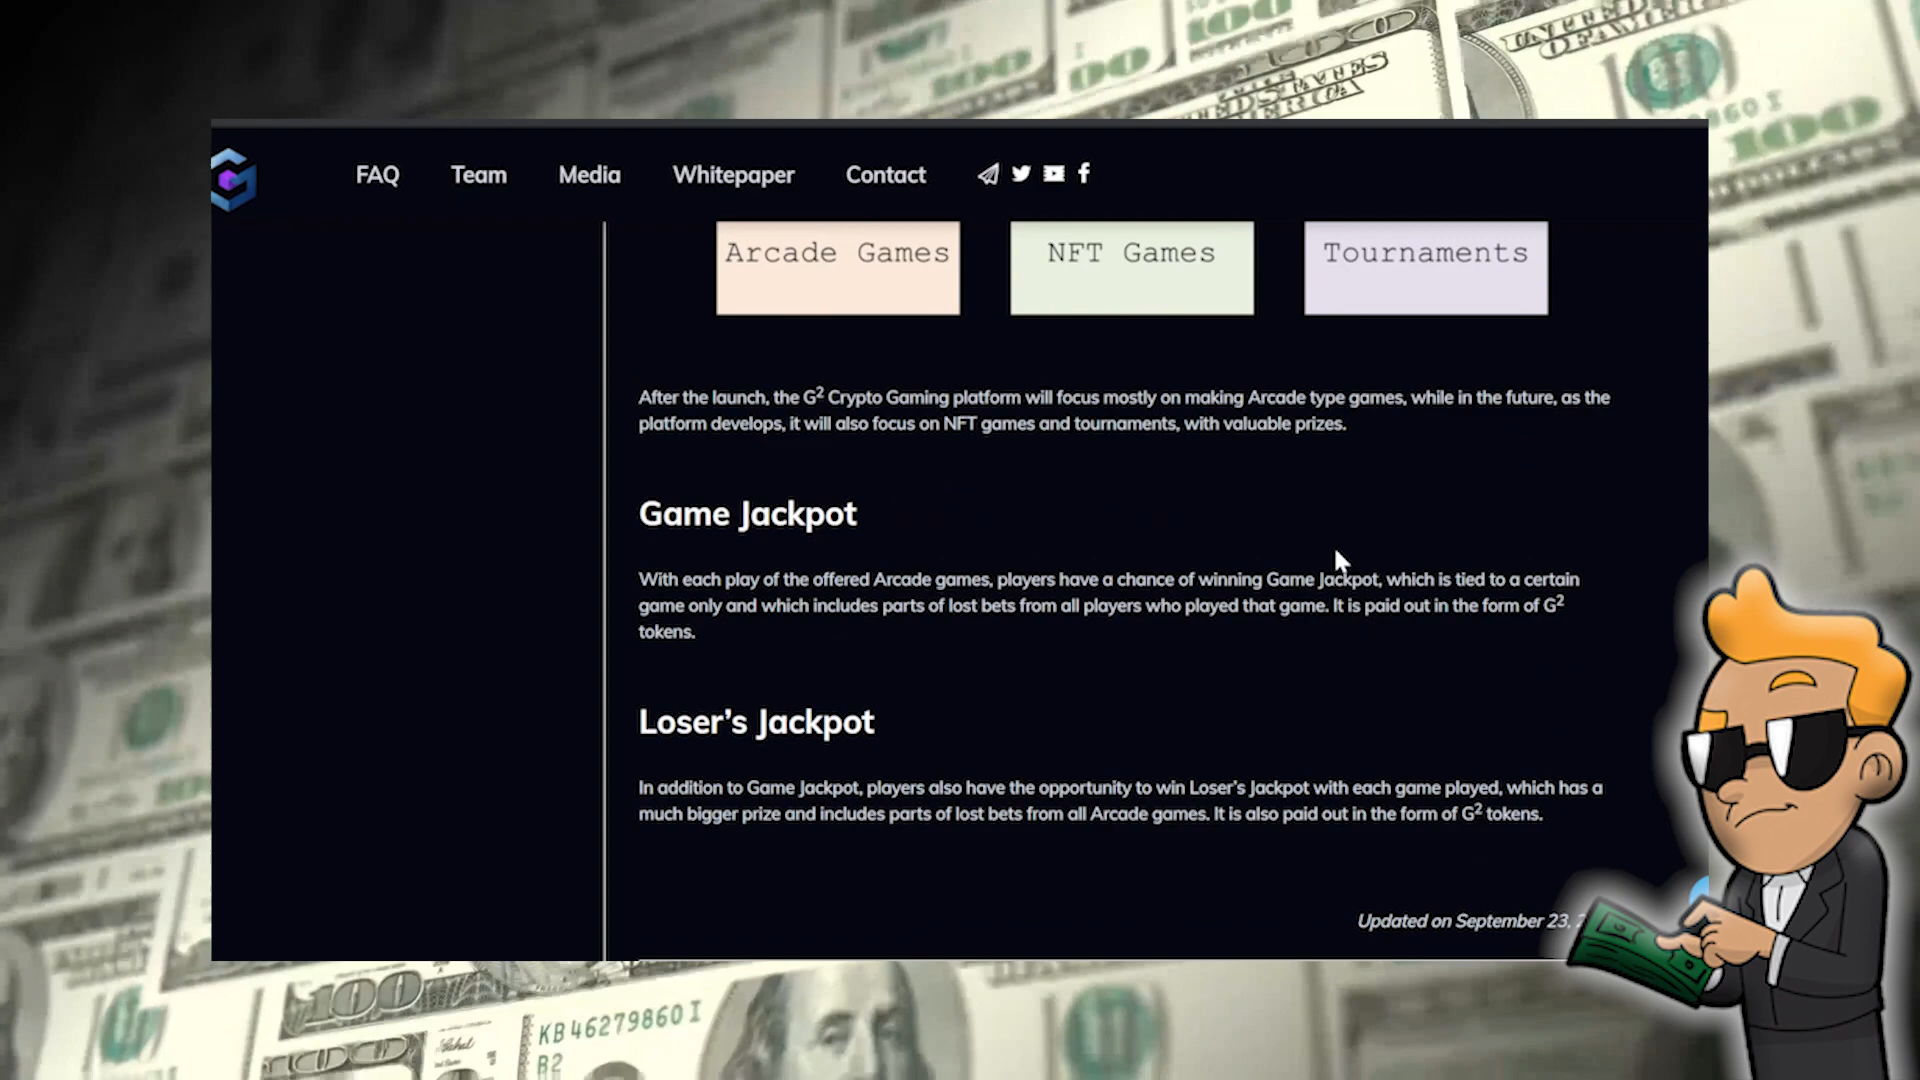 FAQ Team Media Whitepaper Contact
Arcade Games NFT Games Tournaments
After the launch, the G² Crypto Gaming platform will focus mostly on making Arcade type games, while in the future, as the
platform develops, it will also focus on NFT games and tournaments, with valuable prizes.
Game Jackpot
With each play of the offered Arcade games, players have a chance of winning Game Jackpot, which is tied to a certain
game only and which includes parts of lost bets from all players who played that game. It is paid out in the form of G²
tokens.
Loser's Jackpot
In addition to Game Jackpot, players also have the opportunity to win Loser's Jackpot with each game played, which has a
much bigger prize and includes parts of lost bets from all Arcade games. It is also paid out in the form of G² tokens.
Updated on September 23,
100
KB46279860I
B2